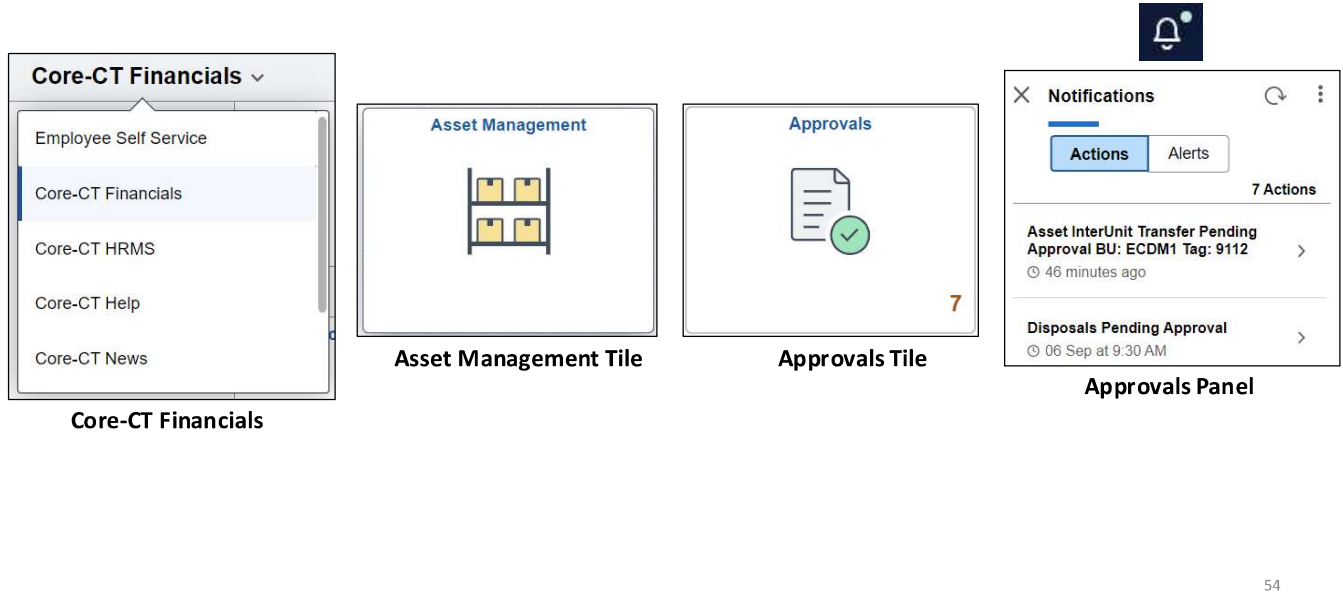 Core-CT Financials
Employee Self Service
Core-CT Financials
Core-CT HRMS
Core-CT Help
Core-CT News
Core-CT Financials
Asset Management
Asset Management Tile
Approvals
7
Approvals Tile
Notifications
Actions
Alerts
7 Actions
Asset InterUnit Transfer Pending
Approval BU: ECDM1 Tag: 9112
46 minutes ago
Disposals Pending Approval
06 Sep at 9:30 AM
Approvals Panel
54